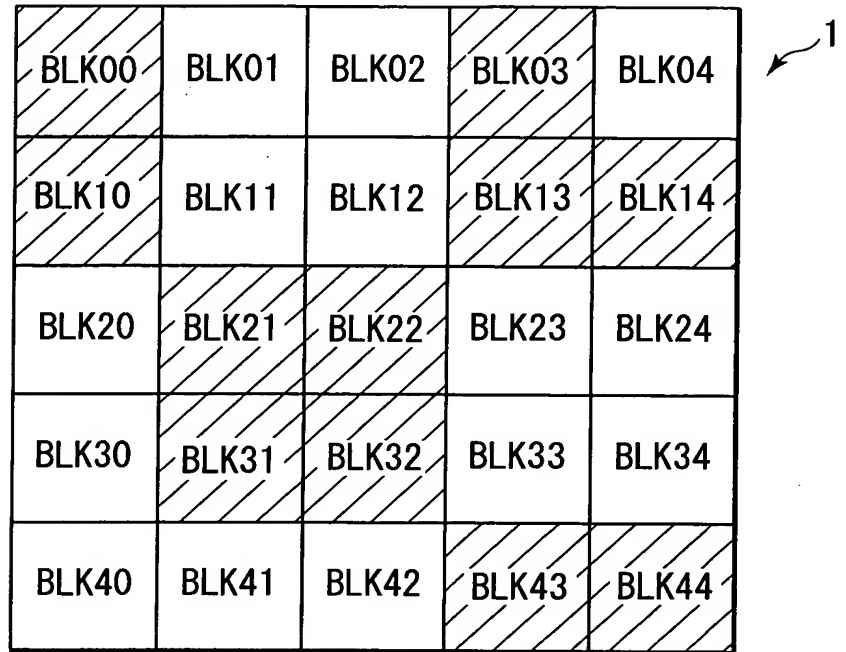 BLK00 BLK01 BLK02 BLK03 BLK04 1
BLK10 BLK11 BLK12 BLK13 BLK14
BLK20 BLK21 BLK22 BLK23 BLK24
BLK30 BLK31 BLK32 BLK33 BLK34
BLK40 BLK41 BLK42 BLK43 BLK44